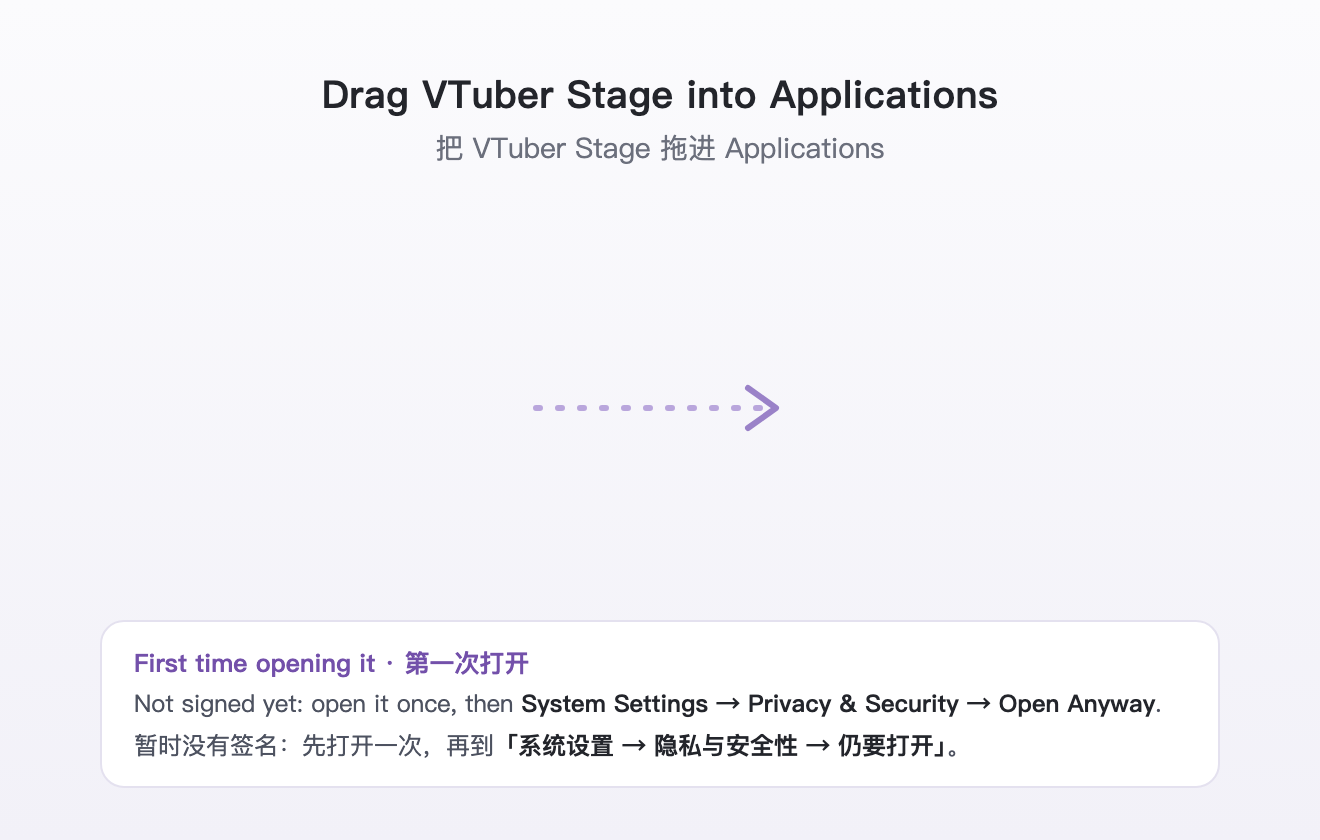 Drag VTuber Stage into Applications
把 VTuber Stage 拖进 Applications
First time opening it · 第一次打开
Not signed yet: open it once, then System Settings → Privacy & Security → Open Anyway.
暂时没有签名：先打开一次，再到「系统设置 → 隐私与安全性 → 仍要打开」。